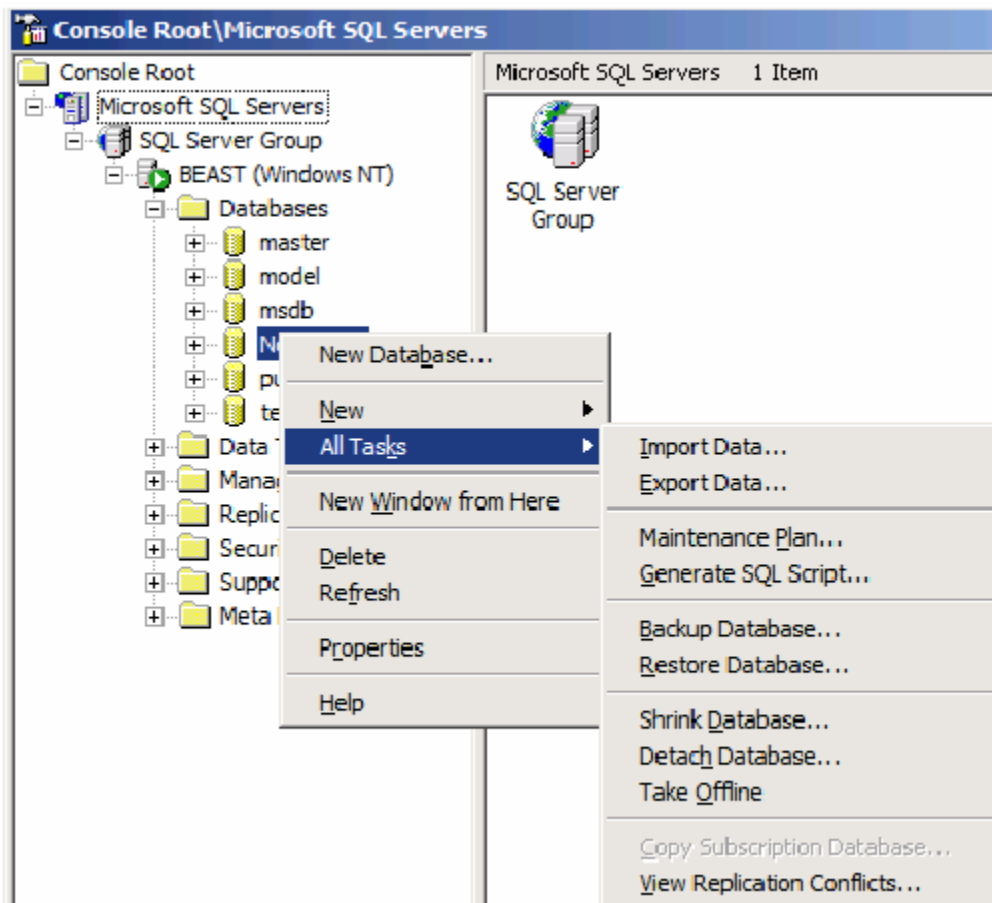 Console Root\Microsoft SQL Servers
Console Root
Microsoft SQL Servers
SQL Server Group
BEAST (Windows NT)
Databases
master
model
msdb
Data
Meta
Microsoft SQL Servers 1 Item
SQL Server
Group
New Database...
New
All Tasks
New Window from Here
Delete
Refresh
Properties
Help
Import Data...
Export Data...
Maintenance Plan...
Generate SQL Script...
Backup Database...
Restore Database...
Shrink Database...
Detach Database...
Take Offline
Copy Subscription Database...
View Replication Conflicts...